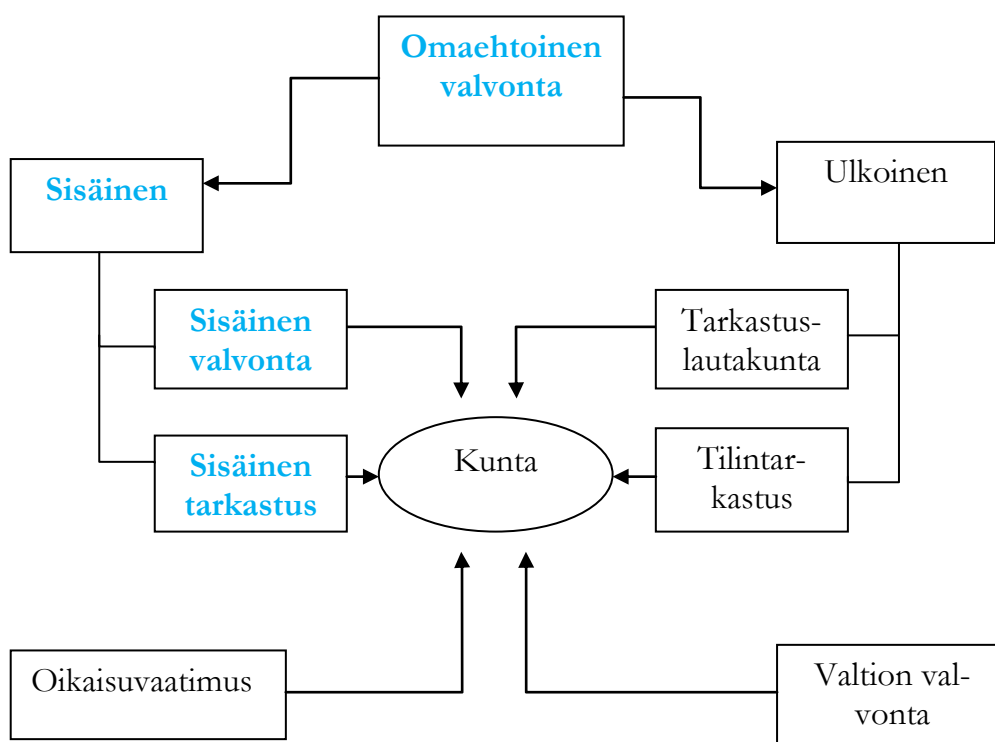 Omaehtoinen
valvonta
Sisäinen
Ulkoinen
Sisäinen
valvonta
Tarkastus-
lautakunta
Sisäinen
tarkastus
Kunta
Tilintar-
kastus
Oikaisuvaatimus
Valtion val-
vonta